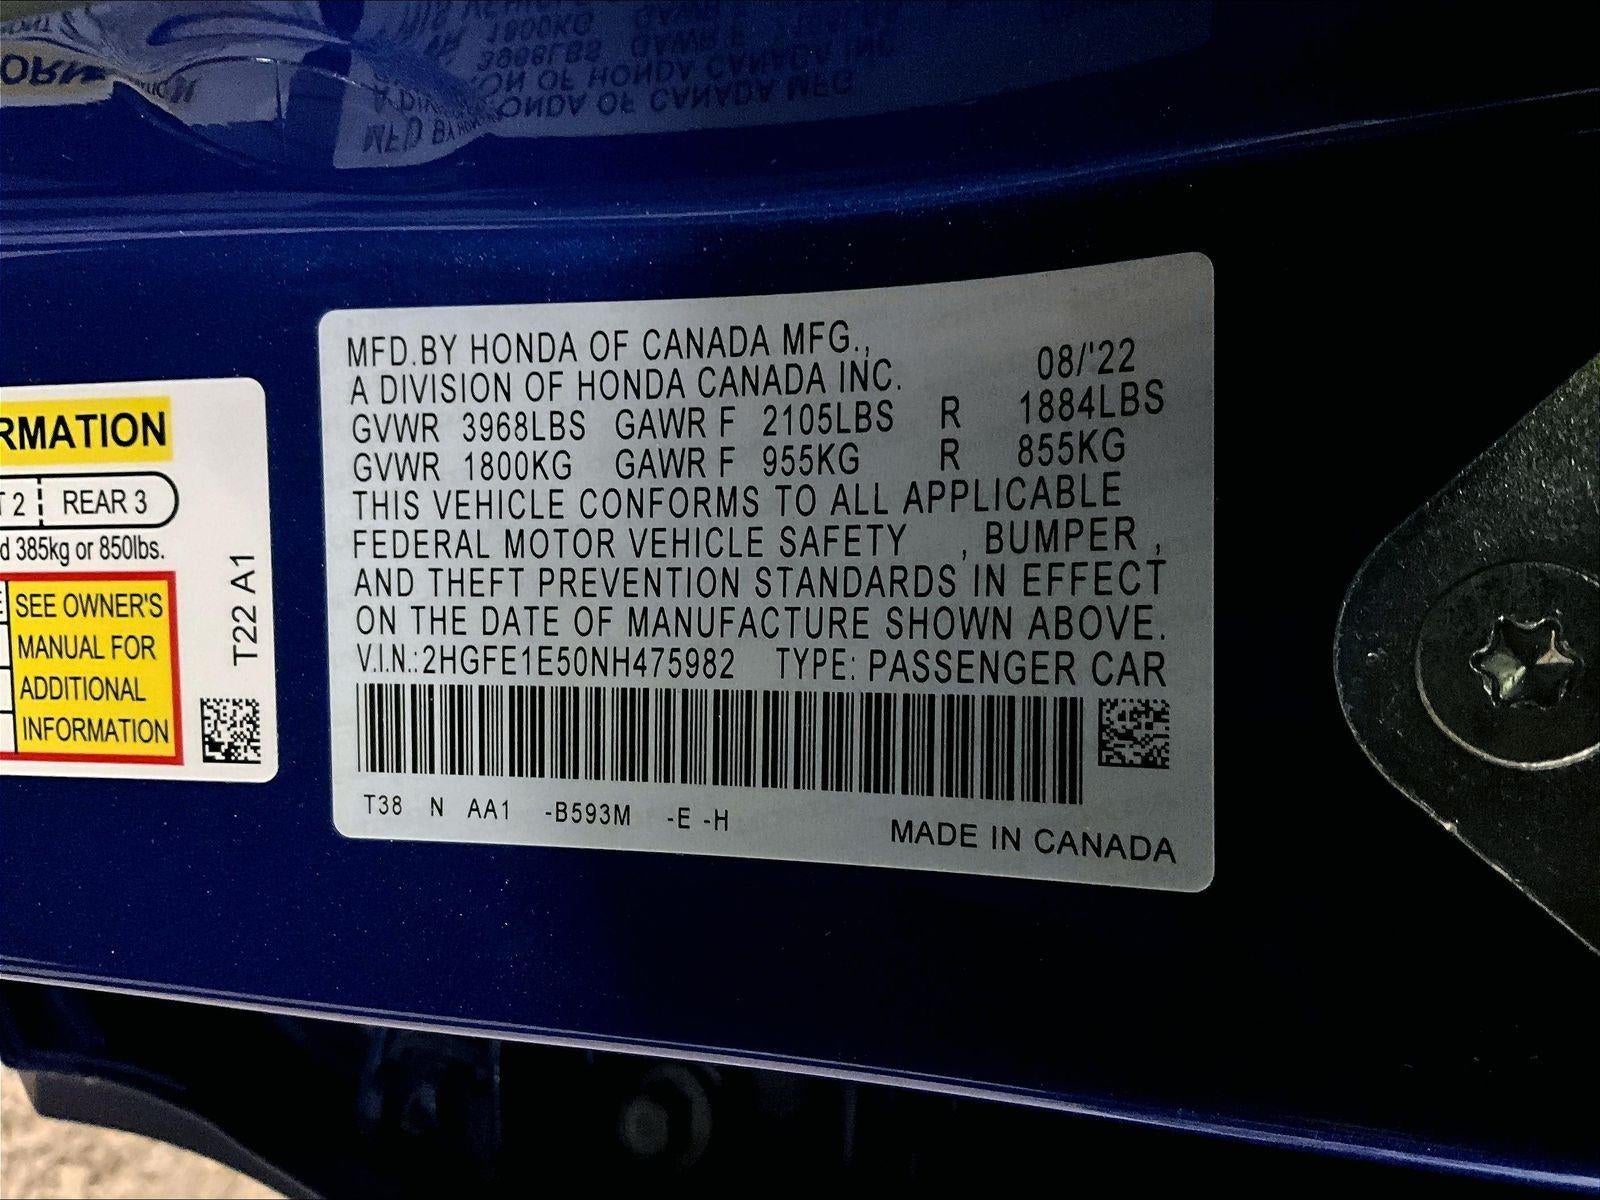 MFD.BY HONDA OF CANADA MFG.,
A DIVISION OF HONDA CANADA INC. 08/'22
GVWR 3968LBS GAWR F 2105LBS R 1884LBS
GVWR 1800KG GAWR F 955KG R 855KG
THIS VEHICLE CONFORMS TO ALL APPLICABLE
FEDERAL MOTOR VEHICLE SAFETY , BUMPER ,
AND THEFT PREVENTION STANDARDS IN EFFECT
ON THE DATE OF MANUFACTURE SHOWN ABOVE.
V.I.N.:2HGFE1E50NH475982 TYPE: PASSENGER CAR
T38 N AA1 -B593M -E -H
MADE IN CANADA
RMATION
T 2 REAR 3
d 385kg or 850lbs.
SEE OWNER'S
MANUAL FOR
ADDITIONAL
INFORMATION
T22 A1